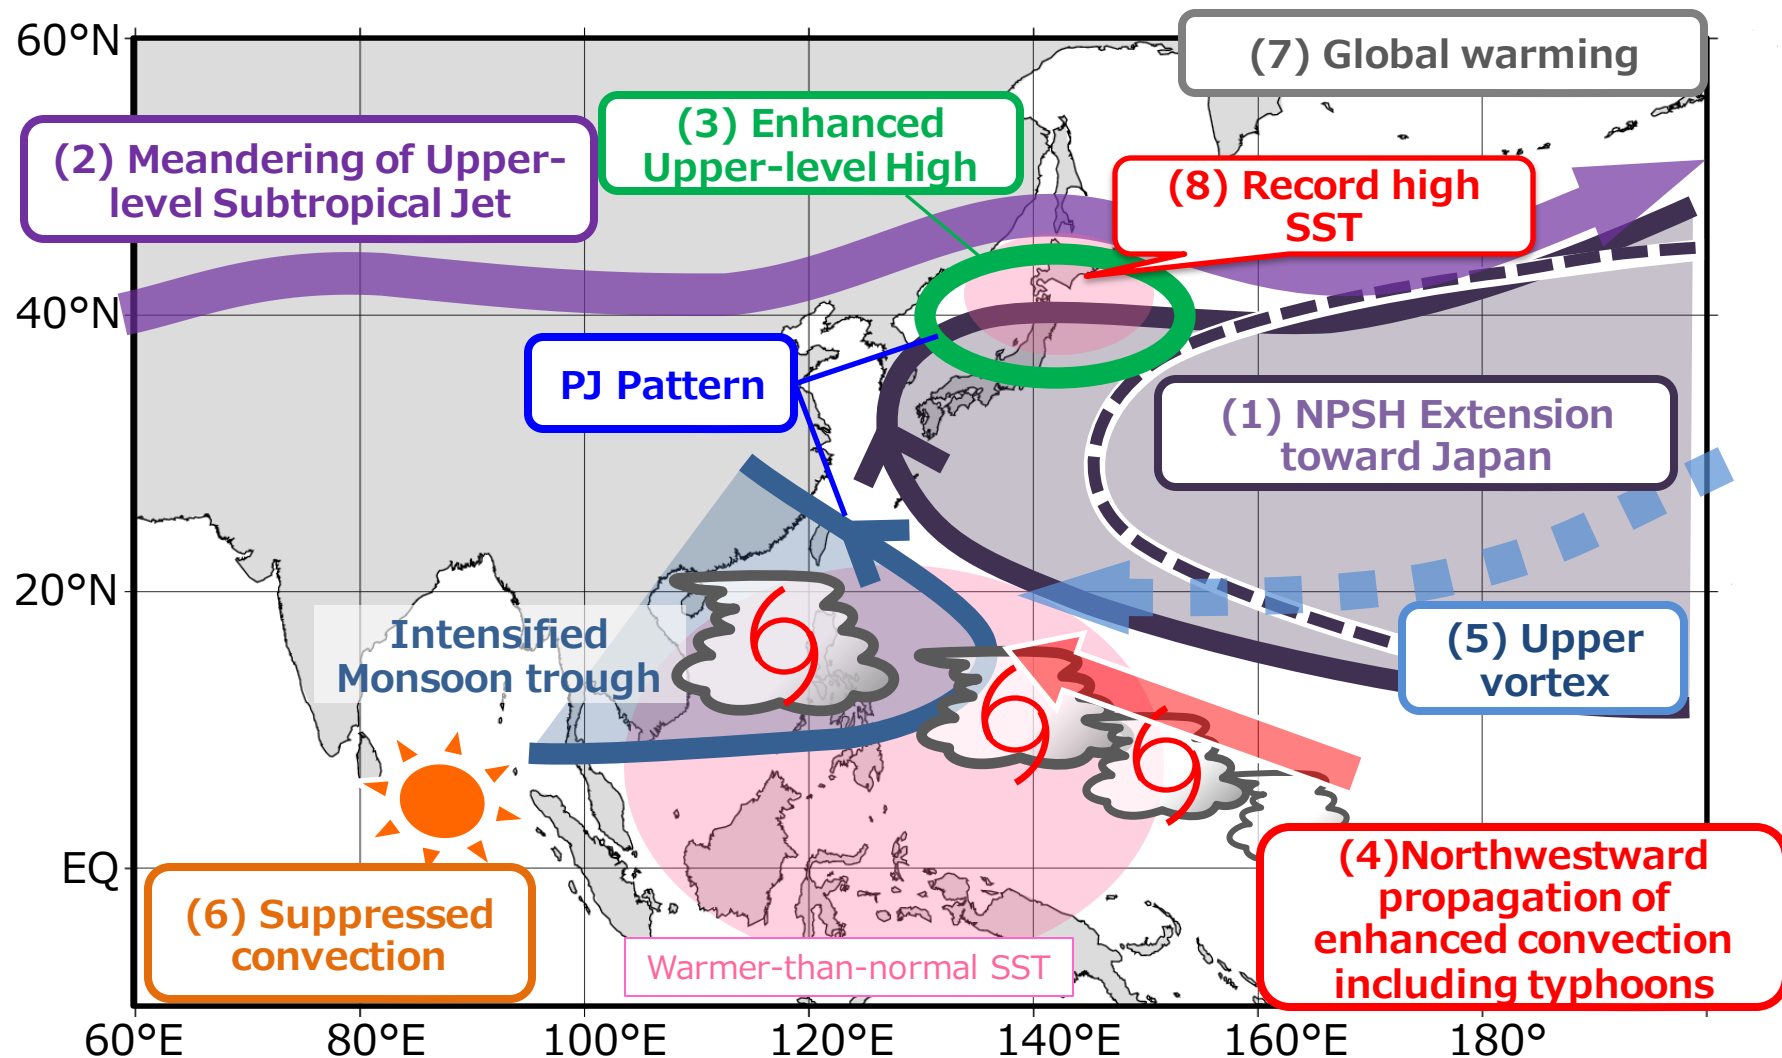 60°N
(7) Global warming
(3) Enhanced
Upper-level High
(2) Meandering of Upper-
level Subtropical Jet
(8) Record high
SST
40°N
PJ Pattern
(1) NPSH Extension
toward Japan
20°N
Intensified
Monsoon trough
(5) Upper
vortex
EQ
(4)Northwestward
propagation of
enhanced convection
including typhoons
(6) Suppressed
convection
Warmer-than-normal SST
60°E
80°E
100°E
120°E
140°E
160°E
180°